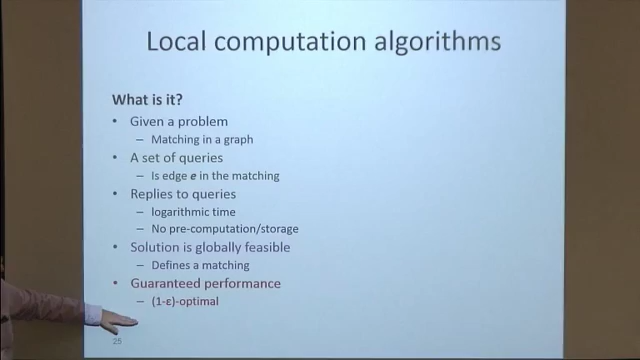 Local computation algorithms
What is it?
• Given a problem
– Matching in a graph
• A set of queries
– Is edge e in the matching
• Replies to queries
– logarithmic time
– No pre-computation/storage
• Solution is globally feasible
– Defines a matching
• Guaranteed performance
– (1-ε)-optimal
25